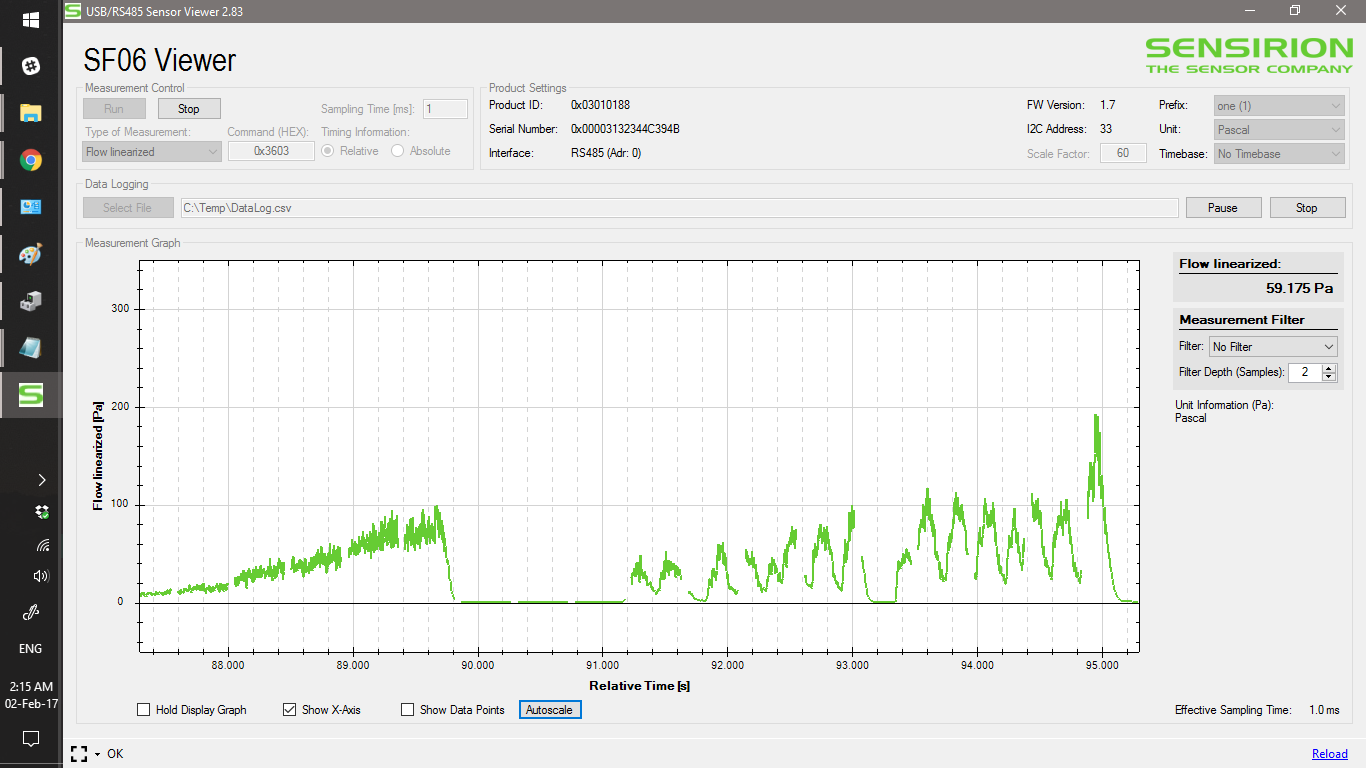 USB/RS485 Sensor Viewer 2.83
SF06 Viewer
SENSIRION
THE SENSOR COMPANY
Measurement Control
Run
Stop
Sampling Time [ms]:
1
Type of Measurement:
Command (HEX):
Timing Information:
Flow linearized
0x3603
Relative
Absolute
Product Settings
Product ID:
0x03010188
FW Version:
1.7
Prefix:
one (1)
Serial Number:
0x00003132344C394B
I2C Address:
33
Unit:
Pascal
Interface:
RS485 (Adr: 0)
Scale Factor:
60
Timebase:
No Timebase
Data Logging
Select File
C:\Temp\DataLog.csv
Pause
Stop
Measurement Graph
Flow linearized [Pa]
300
200
100
0
88.000
89.000
90.000
91.000
92.000
93.000
94.000
95.000
Relative Time [s]
Flow linearized:
59.175 Pa
Measurement Filter
Filter:
No Filter
Filter Depth (Samples):
2
Unit Information (Pa):
Pascal
Hold Display Graph
Show X-Axis
Show Data Points
Autoscale
Effective Sampling Time:
1.0 ms
OK
Reload
ENG
2:15 AM
02-Feb-17